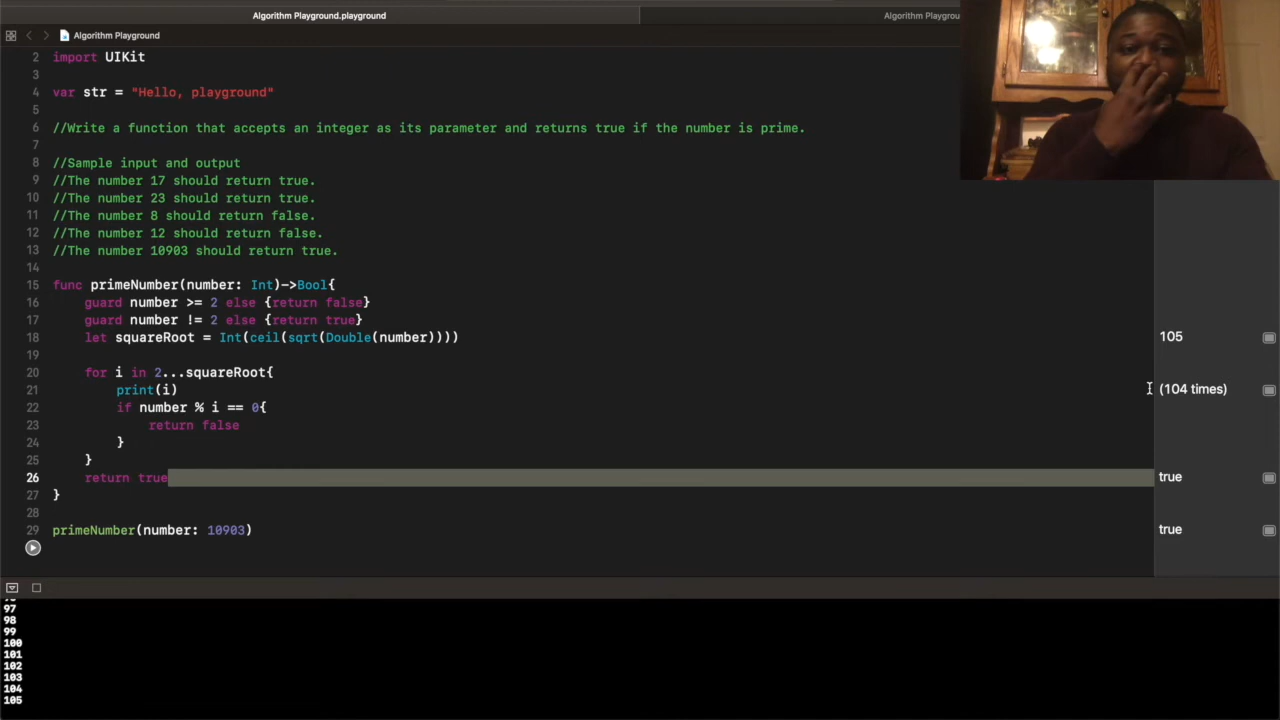 Algorithm Playground.playground
Algorithm Playgrou
Algorithm Playground
2 import UIKit
3
4 var str = "Hello, playground"
5
6 //Write a function that accepts an integer as its parameter and returns true if the number is prime.
7
8 //Sample input and output
9 //The number 17 should return true.
10 //The number 23 should return true.
11 //The number 8 should return false.
12 //The number 12 should return false.
13 //The number 10903 should return true.
14
15 func primeNumber(number: Int)->Bool{
16 guard number >= 2 else {return false}
17 guard number != 2 else {return true}
18 let squareRoot = Int(ceil(sqrt(Double(number)))) 105
19
20 for i in 2...squareRoot{
21 print(i) (104 times)
22 if number % i == 0{
23 return false
24 }
25 }
26 return true true
27 }
28
29 primeNumber(number: 10903) true
97
98
99
100
101
102
103
104
105